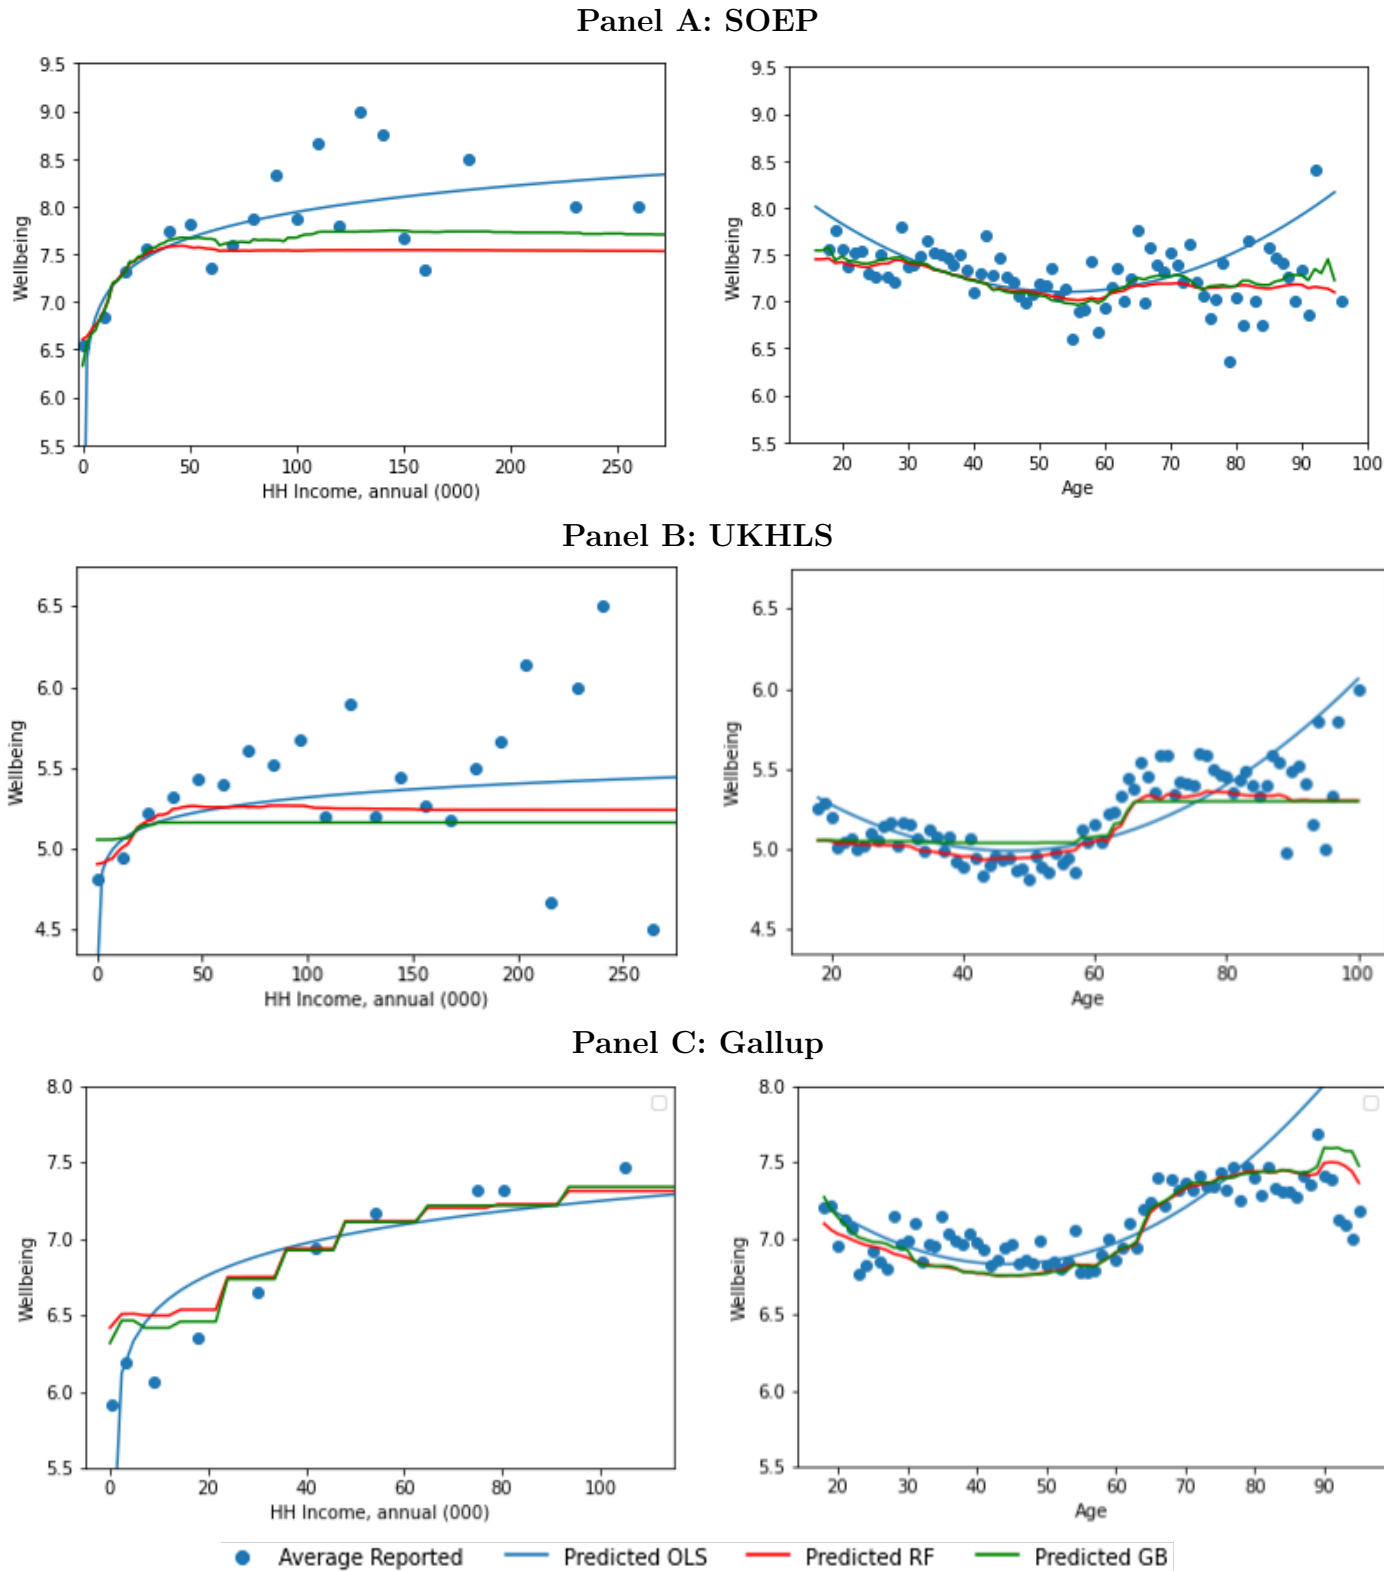 Panel A: SOEP
9.5
9.0
8.5
8.0
7.5
7.0
6.5
6.0
5.5
Wellbeing
0 50 100 150 200 250
HH Income, annual (000)
9.5
9.0
8.5
8.0
7.5
7.0
6.5
6.0
5.5
Wellbeing
20 30 40 50 60 70 80 90 100
Age
Panel B: UKHLS
6.5
6.0
5.5
5.0
4.5
Wellbeing
0 50 100 150 200 250
HH Income, annual (000)
6.5
6.0
5.5
5.0
4.5
Wellbeing
20 40 60 80 100
Age
Panel C: Gallup
8.0
7.5
7.0
6.5
6.0
5.5
Wellbeing
0 20 40 60 80 100
HH Income, annual (000)
8.0
7.5
7.0
6.5
6.0
5.5
Wellbeing
20 30 40 50 60 70 80 90
Age
Average Reported Predicted OLS Predicted RF Predicted GB